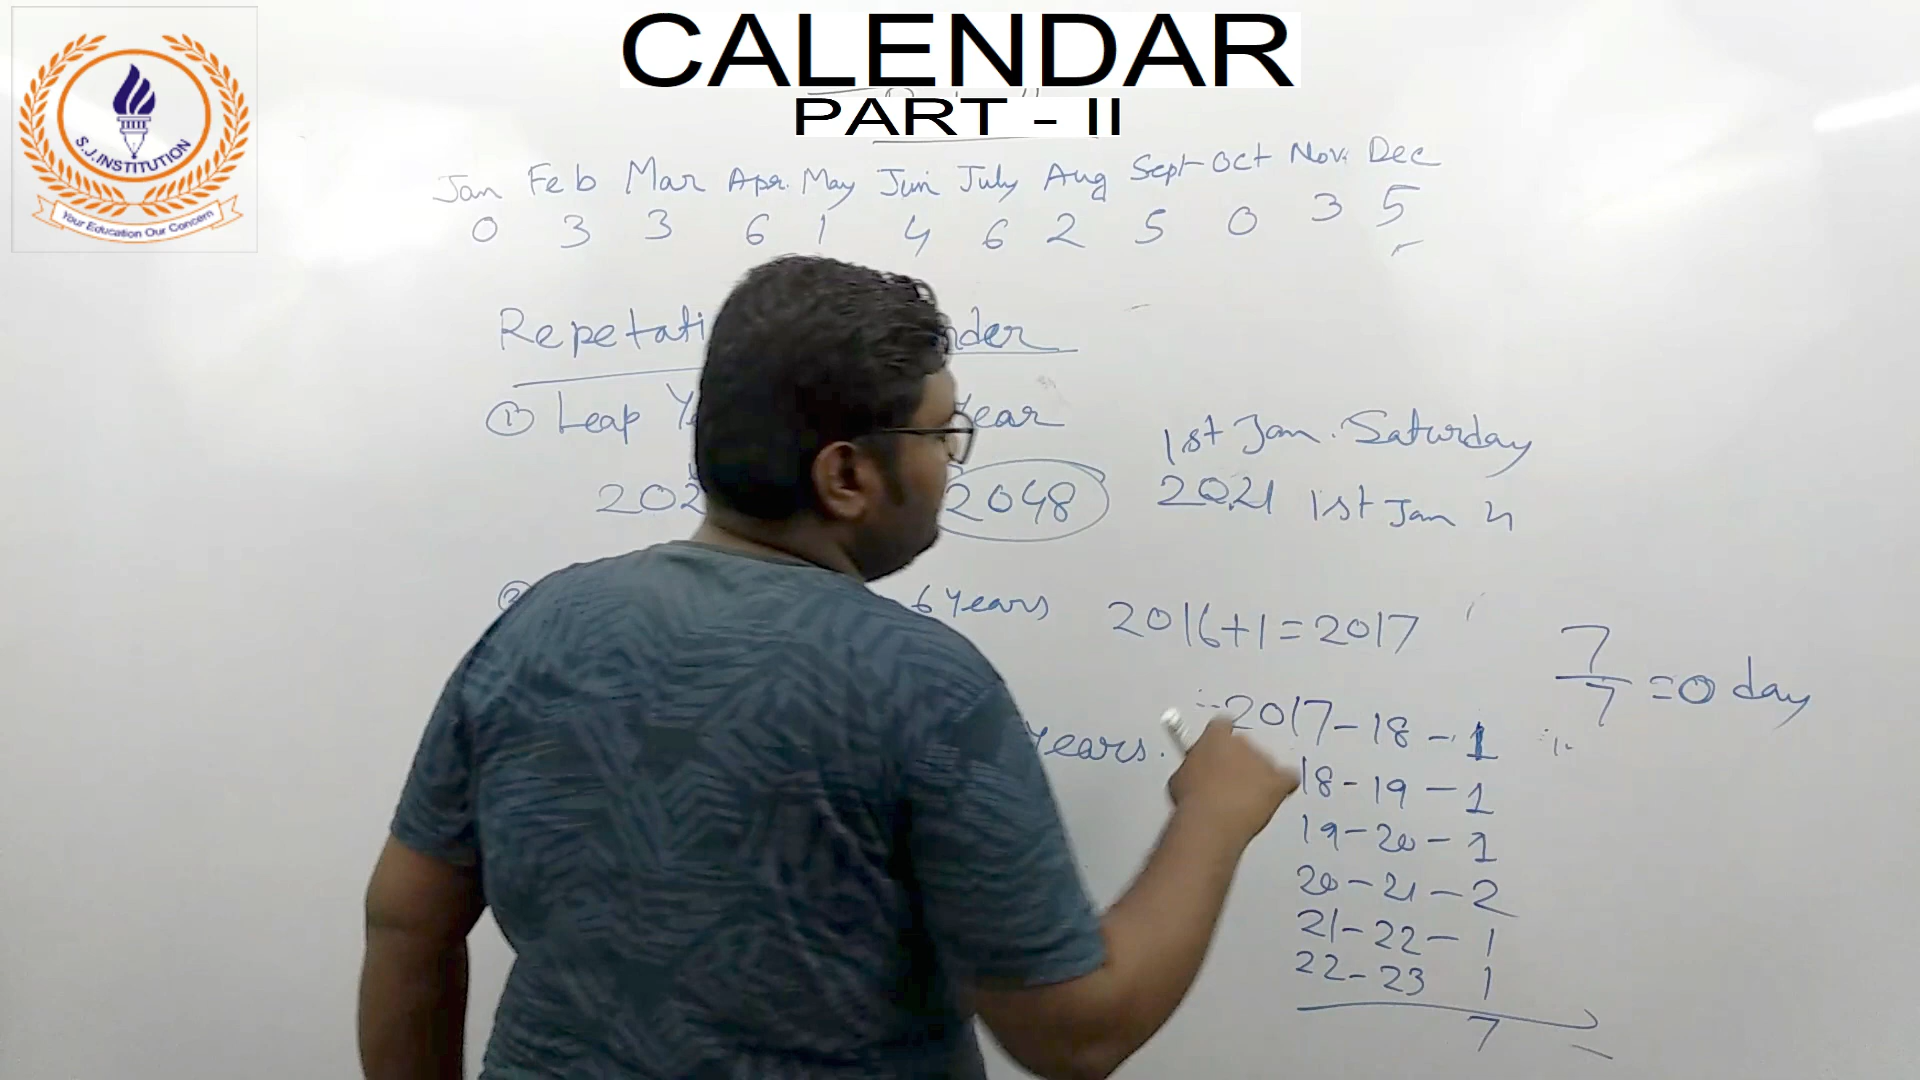 CALENDAR
PART - II
S.J. INSTITUTION
Your Education Our Concern
Jan Feb Mar Apr. May Jun July Aug Sept Oct Nov. Dec
0 3 3 6 1 4 6 2 5 0 3 5
① Leap Year
1st Jan. Saturday
2048 2021 1st Jan
6 Years 2016+1=2017
7/7 = 0 day
Years. 2017-18-1
18-19-1
19-20-1
20-21-2
21-22-1
22-23 1
7